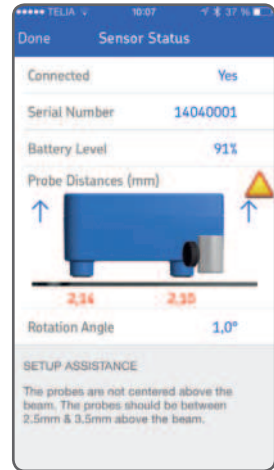 TELIA 10:07 37 %
Done Sensor Status
Connected Yes
Serial Number 14040001
Battery Level 91%
Probe Distances (mm)
2,14 2,10
Rotation Angle 1,0°
SETUP ASSISTANCE
The probes are not centered above the
beam. The probes should be between
2.5mm & 3.5mm above the beam.